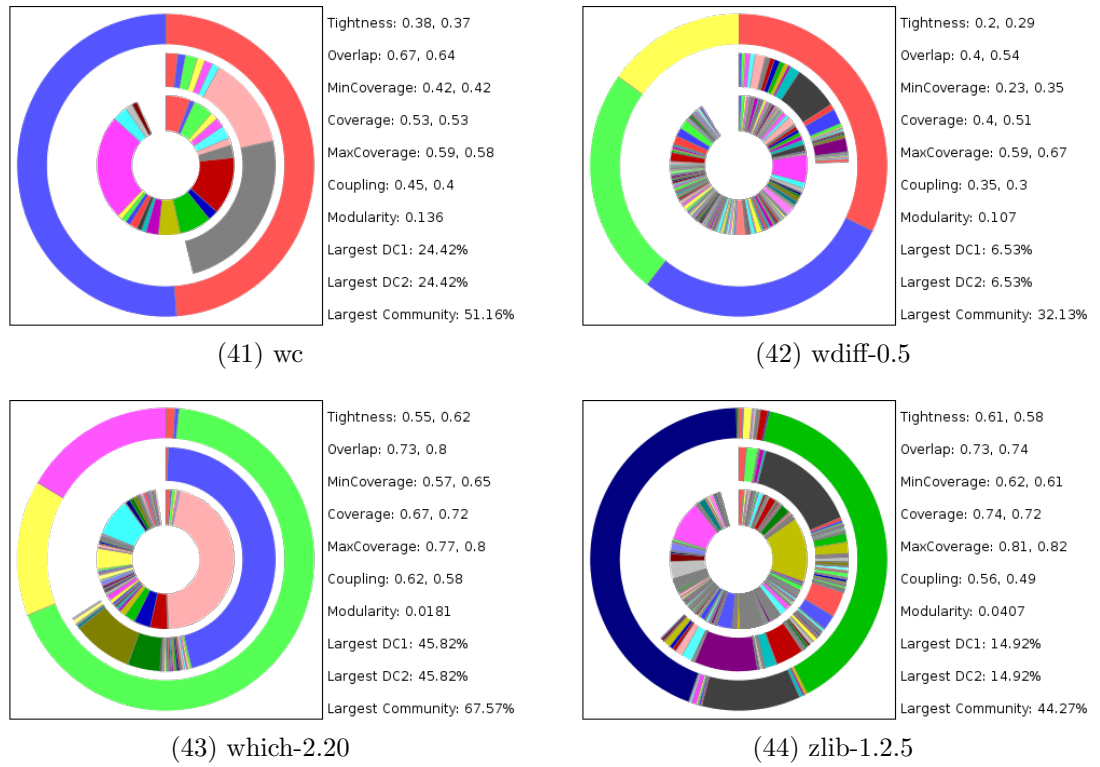 Tightness: 0.38, 0.37
Overlap: 0.67, 0.64
MinCoverage: 0.42, 0.42
Coverage: 0.53, 0.53
MaxCoverage: 0.59, 0.58
Coupling: 0.45, 0.4
Modularity: 0.136
Largest DC1: 24.42%
Largest DC2: 24.42%
Largest Community: 51.16%
(41) wc
Tightness: 0.2, 0.29
Overlap: 0.4, 0.54
MinCoverage: 0.23, 0.35
Coverage: 0.4, 0.51
MaxCoverage: 0.59, 0.67
Coupling: 0.35, 0.3
Modularity: 0.107
Largest DC1: 6.53%
Largest DC2: 6.53%
Largest Community: 32.13%
(42) wdiff-0.5
Tightness: 0.55, 0.62
Overlap: 0.73, 0.8
MinCoverage: 0.57, 0.65
Coverage: 0.67, 0.72
MaxCoverage: 0.77, 0.8
Coupling: 0.62, 0.58
Modularity: 0.0181
Largest DC1: 45.82%
Largest DC2: 45.82%
Largest Community: 67.57%
(43) which-2.20
Tightness: 0.61, 0.58
Overlap: 0.73, 0.74
MinCoverage: 0.62, 0.61
Coverage: 0.74, 0.72
MaxCoverage: 0.81, 0.82
Coupling: 0.56, 0.49
Modularity: 0.0407
Largest DC1: 14.92%
Largest DC2: 14.92%
Largest Community: 44.27%
(44) zlib-1.2.5